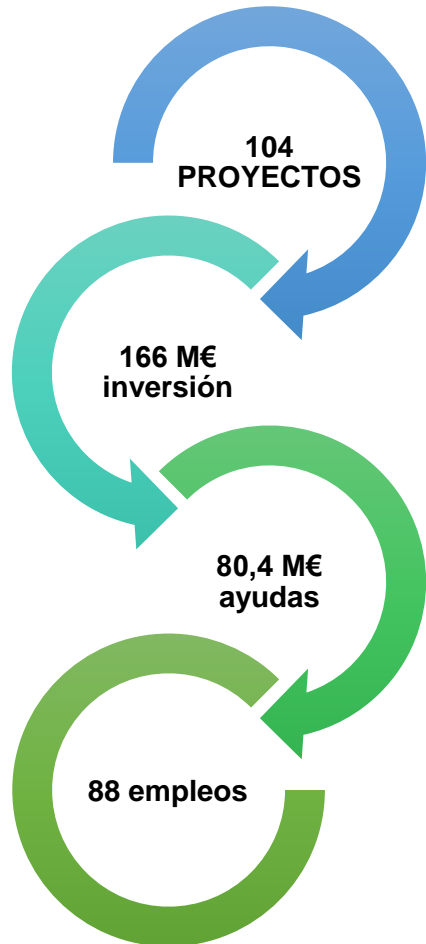 104
PROYECTOS
166 M€
inversión
80,4 M€
ayudas
88 empleos